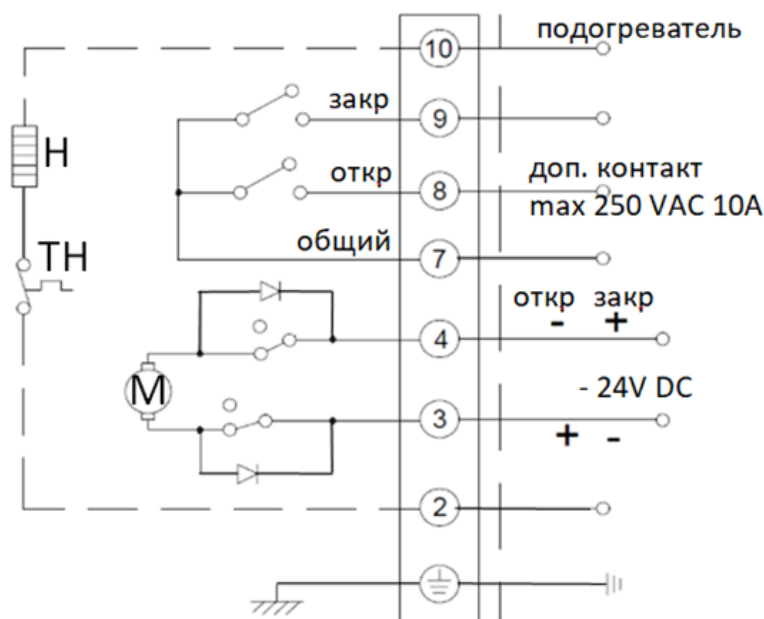 10 подогреватель
закр 9
H
откр 8 доп. контакт
max 250 VAC 10A
общий 7
TH
откр закр
- +
4
M
- 24V DC
3
+ -
2